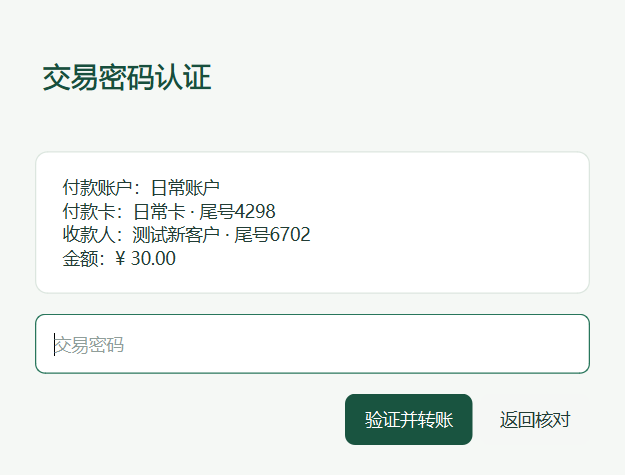 交易密码认证
付款账户：日常账户
付款卡：日常卡 · 尾号4298
收款人：测试新客户 · 尾号6702
金额：¥ 30.00
交易密码
验证并转账
返回核对